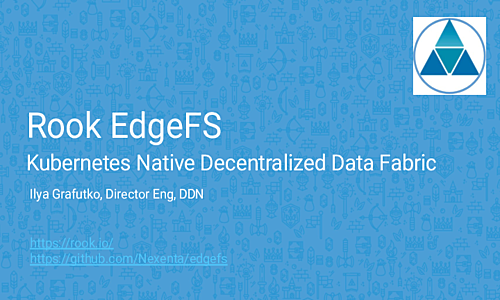 Rook EdgeFS
Kubernetes Native Decentralized Data Fabric
Ilya Grafutko, Director Eng, DDN
https://rook.io/
https://github.com/Nexenta/edgefs